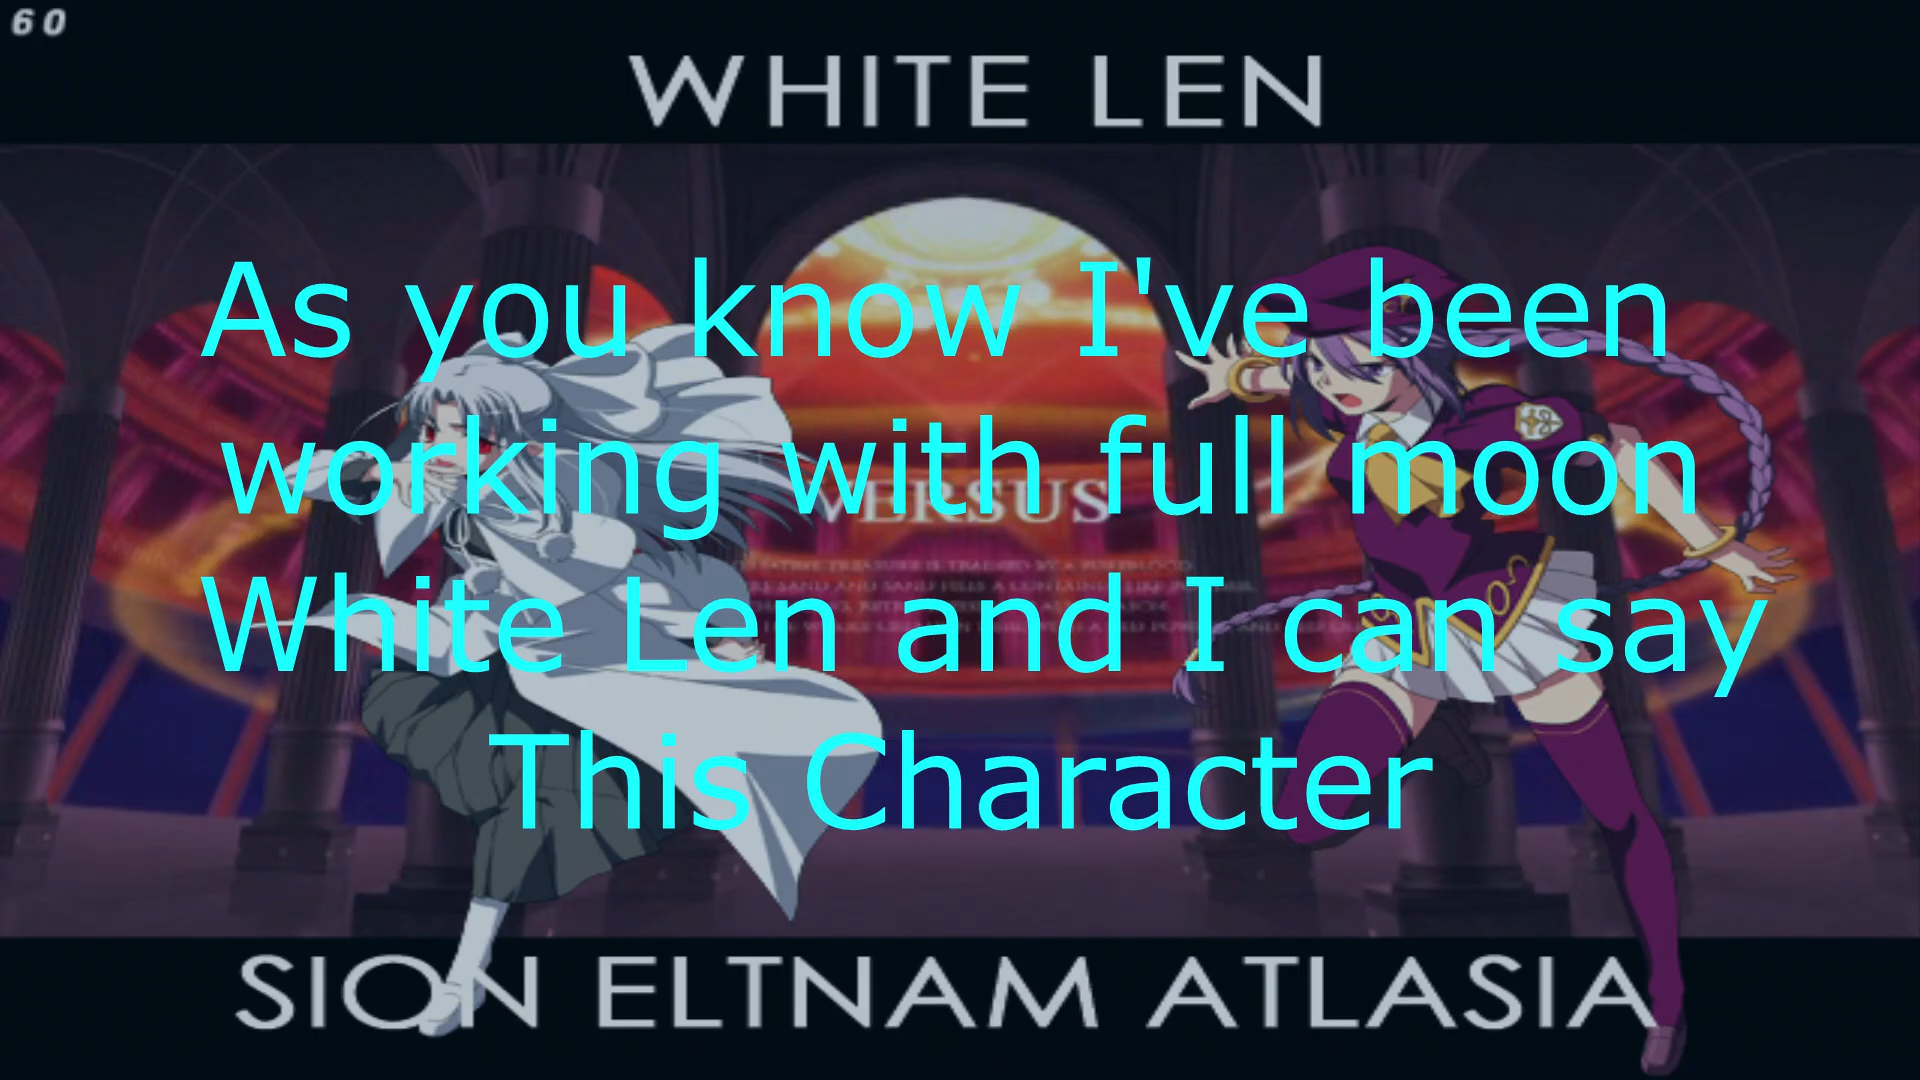 60
WHITE LEN
As you know I've been
working with full moon
VERSUS
White Len and I can say
This Character
SION ELTNAM ATLASIA